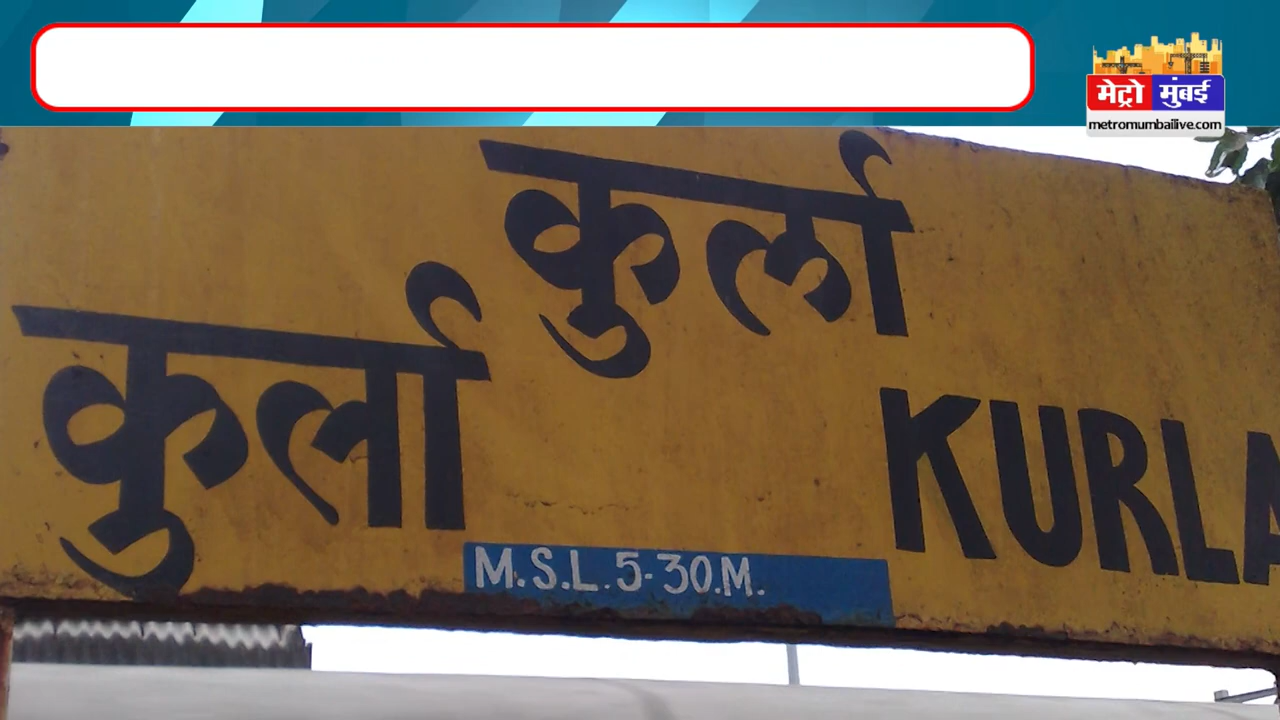 मेट्रो मुंबई
metromumbailive.com
कुर्ला
कुर्ला
KURLA
M.S.L. 5-30.M.